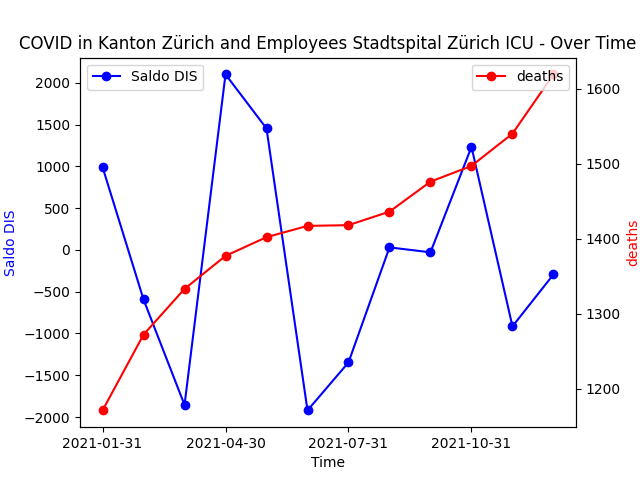 COVID in Kanton Zürich and Employees Stadtspital Zürich ICU - Over Time
Saldo DIS
deaths
2000
1500
1000
500
0
−500
−1000
−1500
−2000
Saldo DIS
1600
1500
1400
1300
1200
deaths
2021-01-31 2021-04-30 2021-07-31 2021-10-31
Time